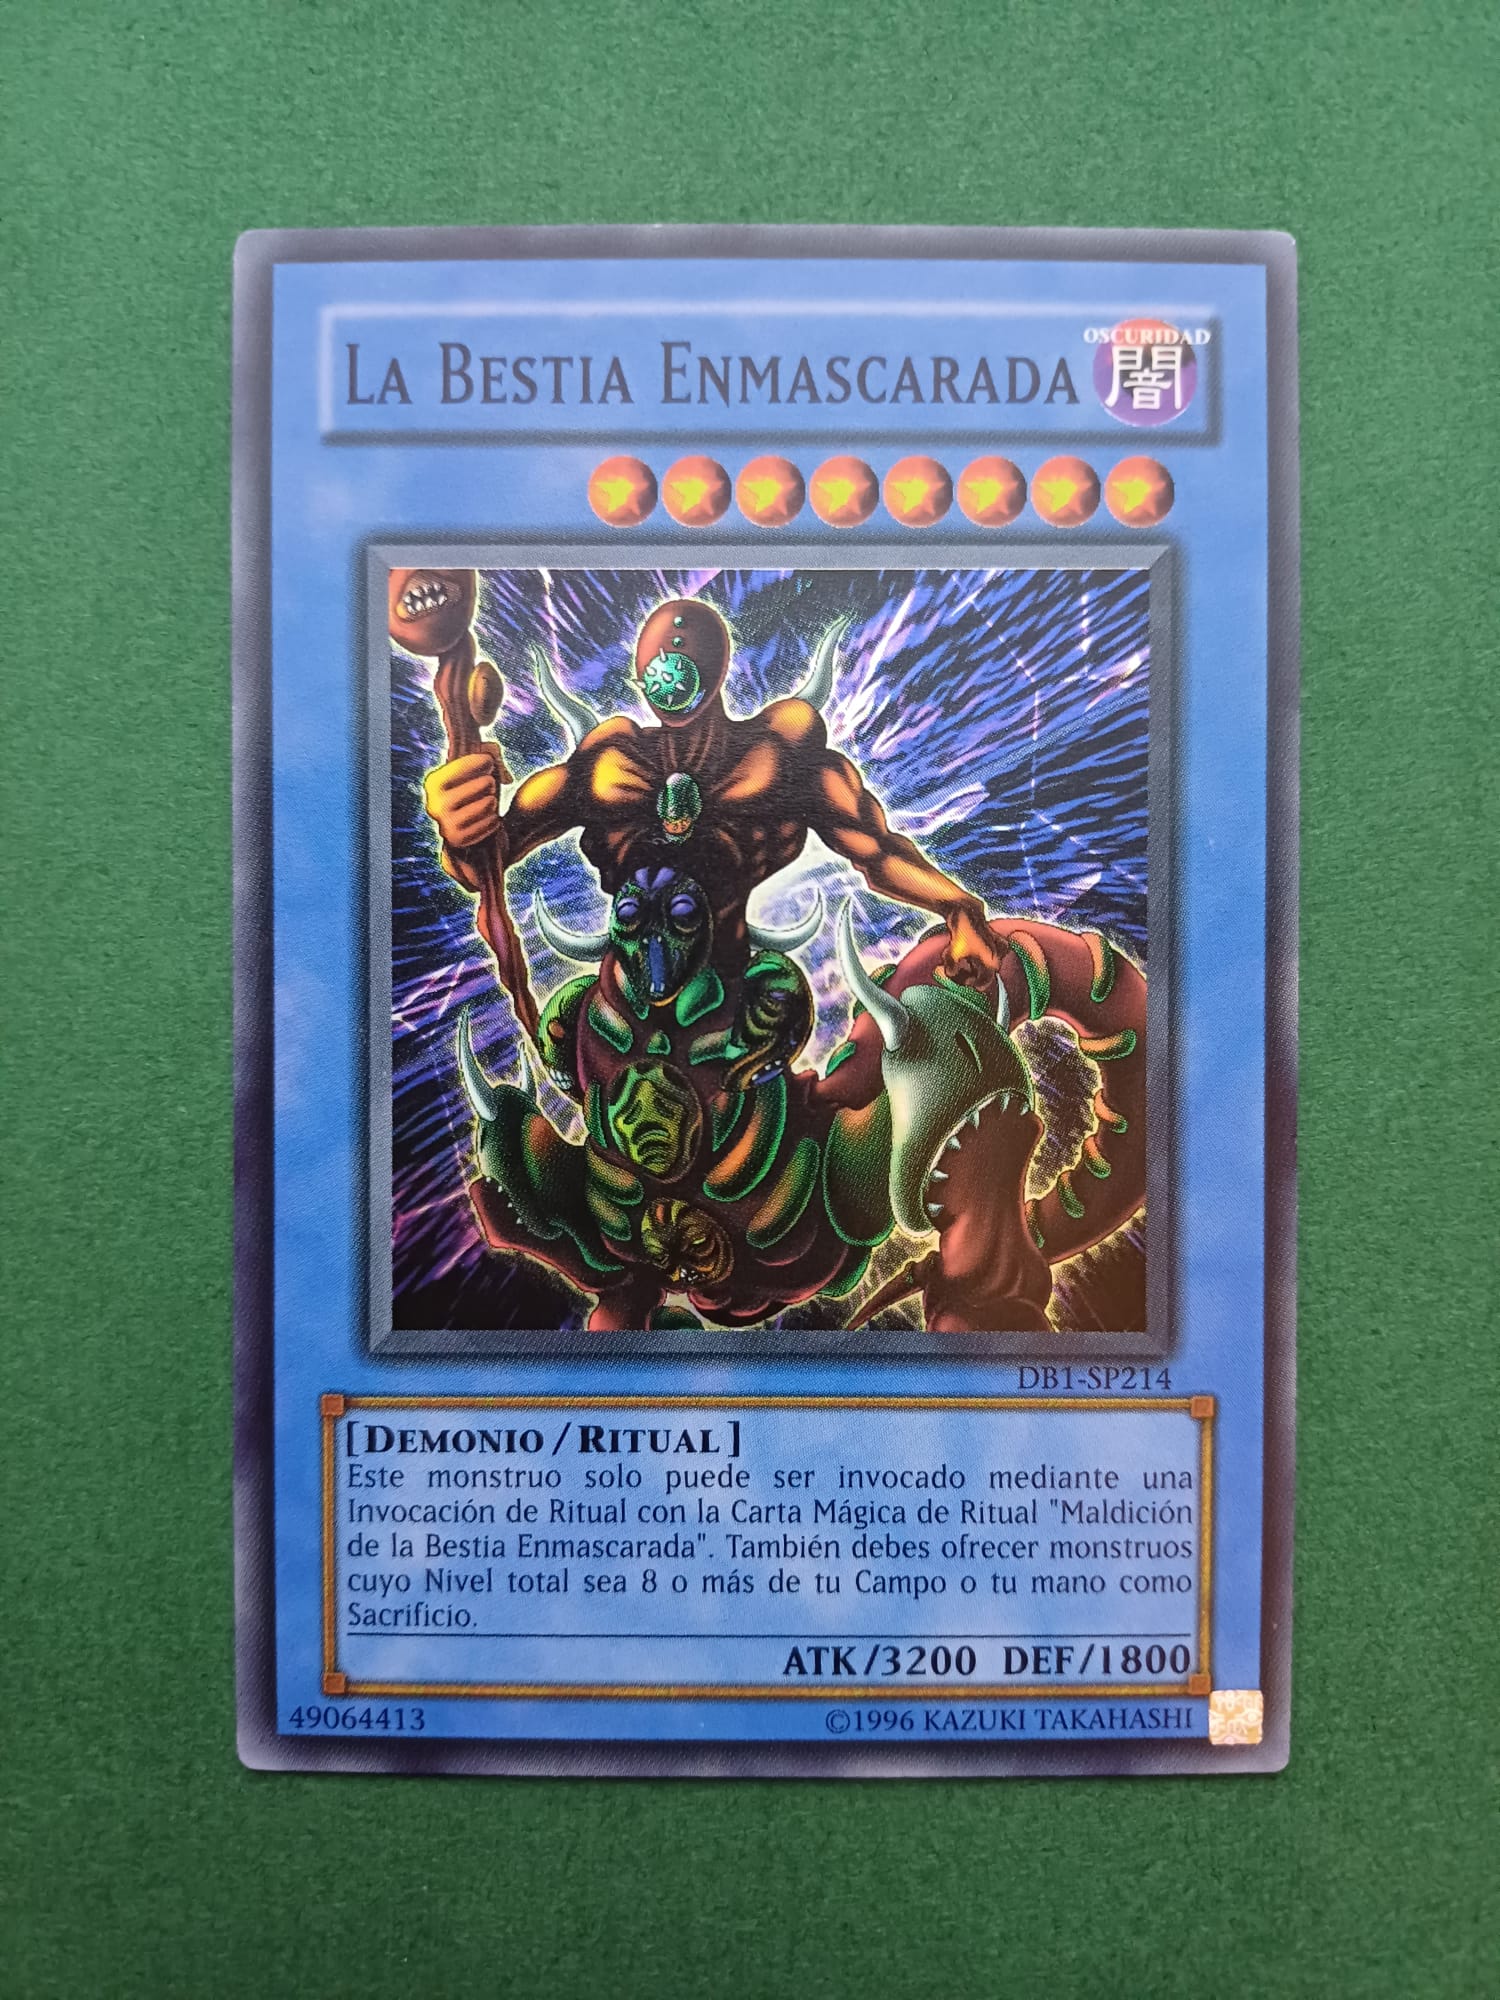 LA BESTIA ENMASCARADA
OSCURIDAD
闇
DB1-SP214
[DEMONIO / RITUAL]
Este monstruo solo puede ser invocado mediante una
Invocación de Ritual con la Carta Mágica de Ritual "Maldición
de la Bestia Enmascarada". También debes ofrecer monstruos
cuyo Nivel total sea 8 o más de tu Campo o tu mano como
Sacrificio.
ATK/3200 DEF/1800
49064413
©1996 KAZUKI TAKAHASHI